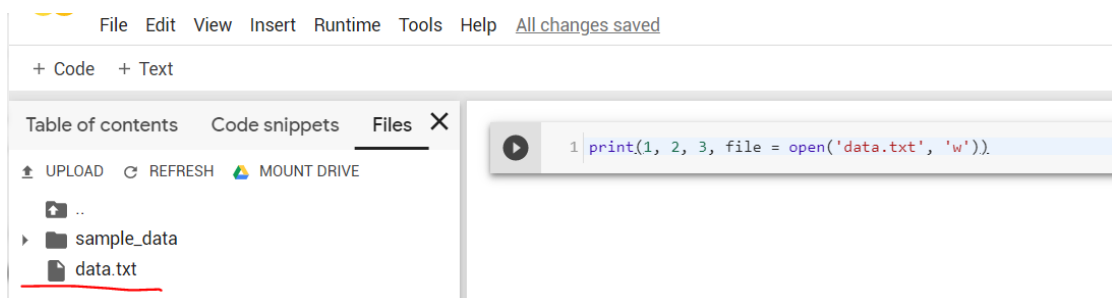 File Edit View Insert Runtime Tools Help All changes saved
+ Code + Text
Table of contents Code snippets Files
UPLOAD REFRESH MOUNT DRIVE
..
sample_data
data.txt
1 print(1, 2, 3, file = open('data.txt', 'w'))